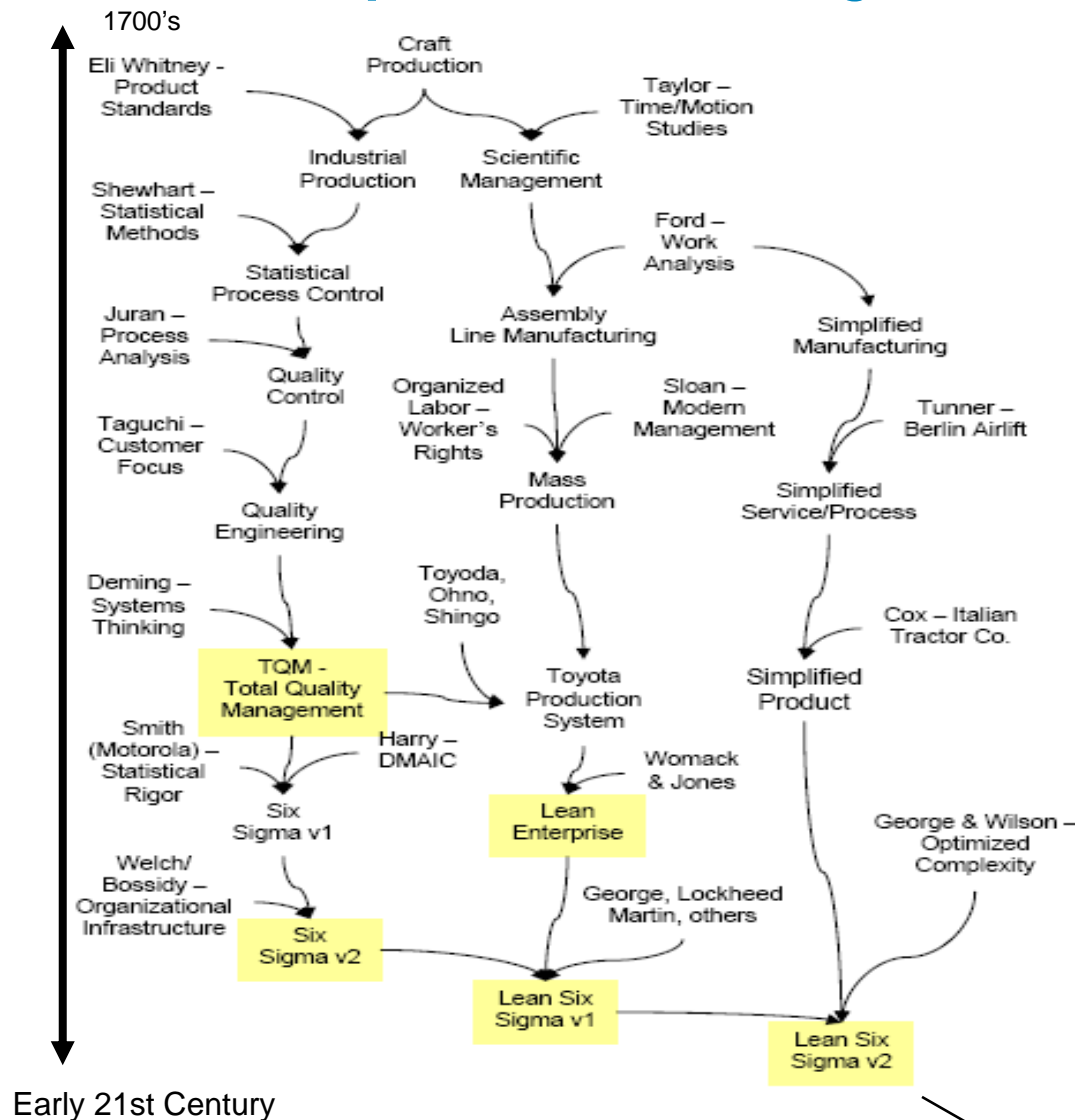 1700's
Craft
Production
Eli Whitney -
Product
Standards
Taylor –
Time/Motion
Studies
Industrial
Production
Scientific
Management
Shewhart –
Statistical
Methods
Ford –
Work
Analysis
Statistical
Process Control
Assembly
Line Manufacturing
Simplified
Manufacturing
Juran –
Process
Analysis
Quality
Control
Organized
Labor –
Worker's
Rights
Sloan –
Modern
Management
Tunner –
Berlin Airlift
Taguchi –
Customer
Focus
Mass
Production
Simplified
Service/Process
Quality
Engineering
Toyoda,
Ohno,
Shingo
Deming –
Systems
Thinking
Cox – Italian
Tractor Co.
TQM -
Total Quality
Management
Toyota
Production
System
Simplified
Product
Smith
(Motorola) –
Statistical
Rigor
Harry –
DMAIC
Womack
& Jones
Six
Sigma v1
Lean
Enterprise
George & Wilson –
Optimized
Complexity
Welch/
Bossidy –
Organizational
Infrastructure
George, Lockheed
Martin, others
Six
Sigma v2
Lean Six
Sigma v1
Lean Six
Sigma v2
Early 21st Century